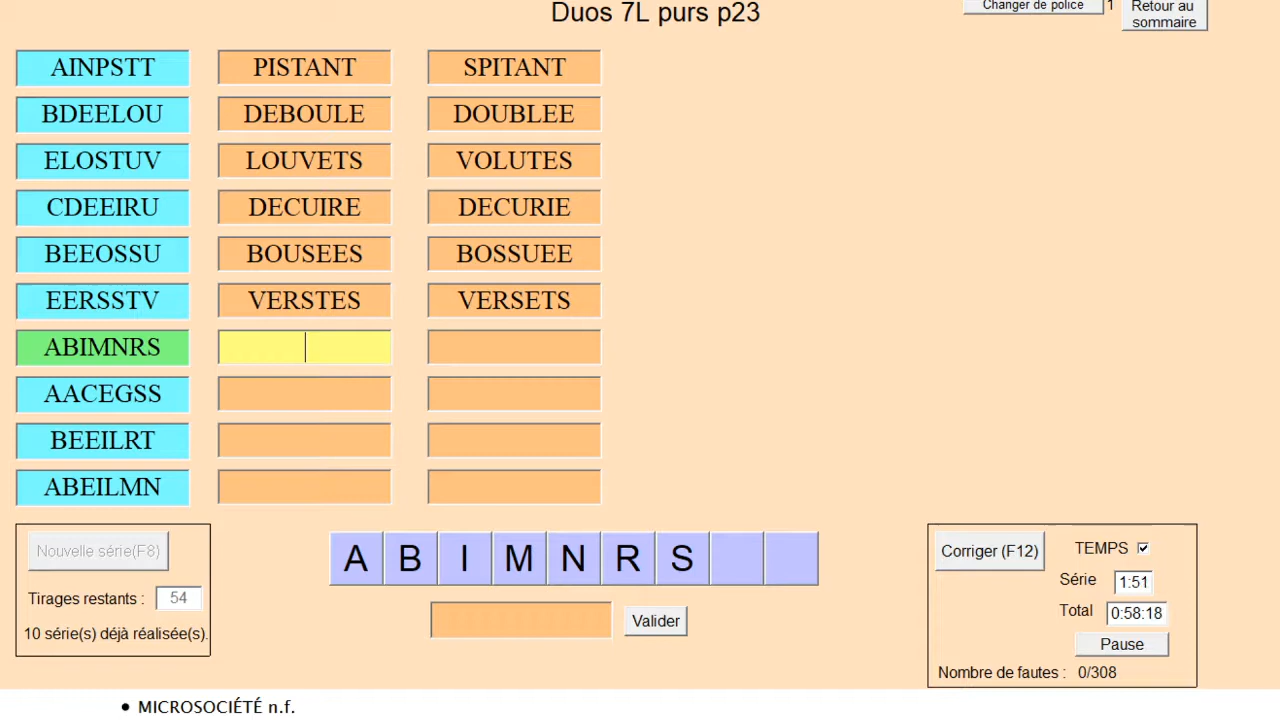 Duos 7L purs p23
Changer de police 1 Retour au
sommaire
AINPSTT PISTANT SPITANT
BDEELOU DEBOULE DOUBLEE
ELOSTUV LOUVETS VOLUTES
CDEEIRU DECUIRE DECURIE
BEEOSSU BOUSEES BOSSUEE
EERSSTV VERSTES VERSETS
ABIMNRS
AACEGSS
BEEILRT
ABEILMN
Nouvelle série(F8)
Tirages restants : 54
10 série(s) déjà réalisée(s).
A B I M N R S
Valider
Corriger (F12) TEMPS
Série 1:51
Total 0:58:18
Pause
Nombre de fautes : 0/308
• MICROSOCIÉTÉ n.f.